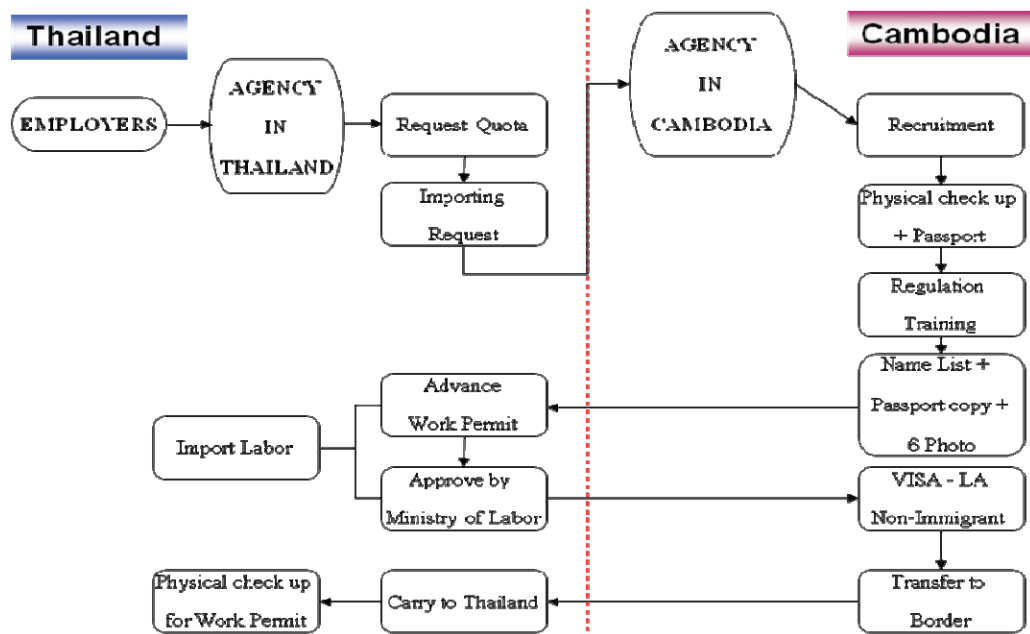 Thailand
Cambodia
EMPLOYERS
AGENCY
IN
THAILAND
Request Quota
Importing
Request
AGENCY
IN
CAMBODIA
Recruitment
Physical check up
+ Passport
Regulation
Training
Name List +
Passport copy +
6 Photo
Advance
Work Permit
Import Labor
Approve by
Ministry of Labor
VISA - LA
Non-Immigrant
Transfer to
Border
Carry to Thailand
Physical check up
for Work Permit